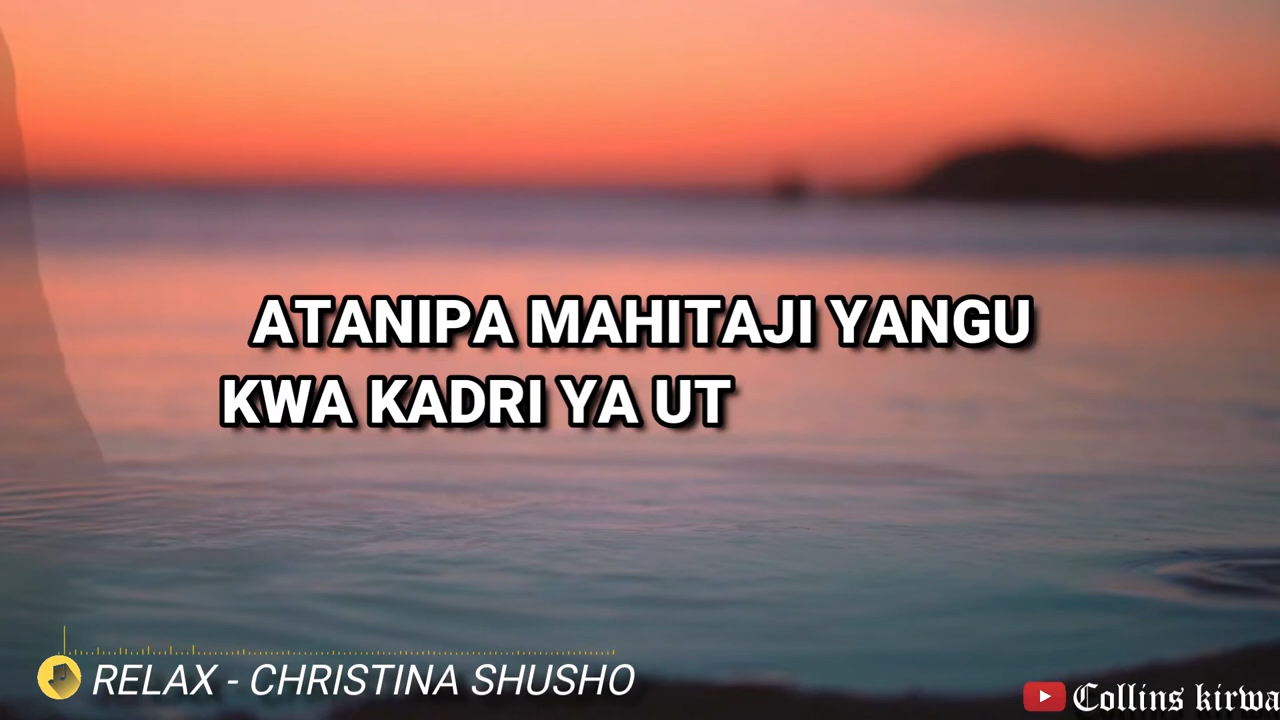 ATANIPA MAHITAJI YANGU
KWA KADRI YA UT
RELAX - CHRISTINA SHUSHO
Collins kirwa